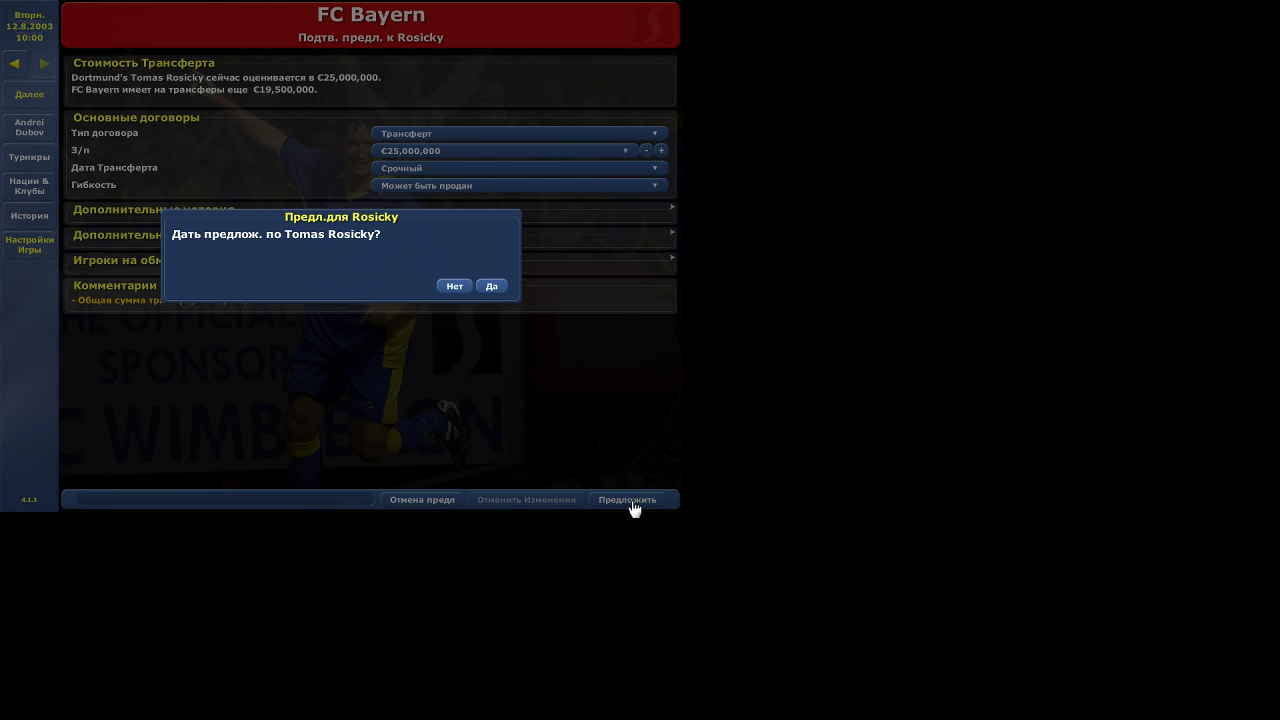 Вторн.
12.8.2003
10:00
Далее
Andrei
Dubov
Турниры
Нации &
Клубы
История
Настройки
Игры
4.1.1
FC Bayern
Подтв. предл. к Rosicky
Стоимость Трансферта
Dortmund's Tomas Rosicky сейчас оценивается в €25,000,000.
FC Bayern имеет на трансферы еще €19,500,000.
Основные договоры
Тип договора Трансферт
З/п €25,000,000 - +
Дата Трансферта Срочный
Гибкость Может быть продан
Предл.для Rosicky
Дать предлож. по Tomas Rosicky?
Нет Да
Игроки на
Комментарии
- Общая сумма
THE OFFICIAL
SPONSOR
Отмена предл Отменить Изменения Предложить